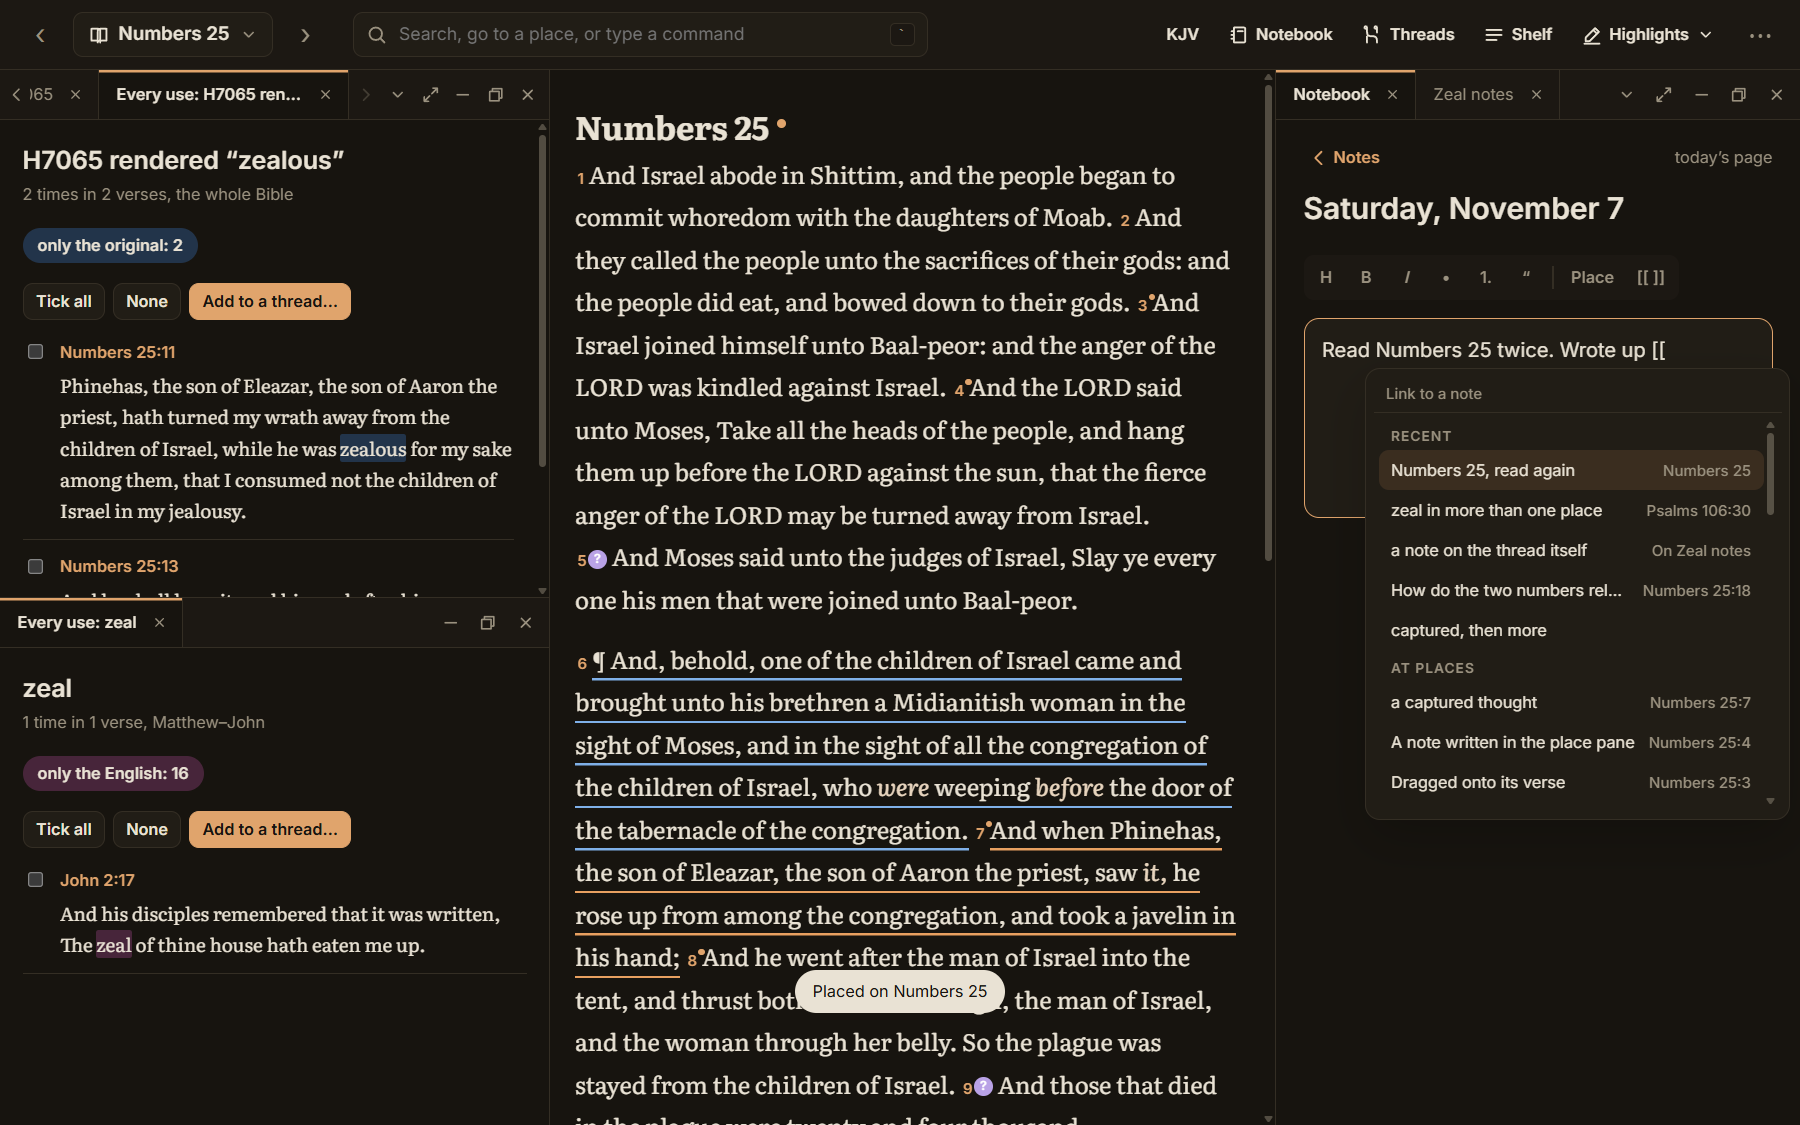 Numbers 25
Search, go to a place, or type a command
`
KJV
Notebook
Threads
Shelf
Highlights
...
065
Every use: H7065 ren...
H7065 rendered “zealous”
2 times in 2 verses, the whole Bible
only the original: 2
Tick all
None
Add to a thread...
Numbers 25:11
Phinehas, the son of Eleazar, the son of Aaron the
priest, hath turned my wrath away from the
children of Israel, while he was zealous for my sake
among them, that I consumed not the children of
Israel in my jealousy.
Numbers 25:13
Every use: zeal
zeal
1 time in 1 verse, Matthew–John
only the English: 16
Tick all
None
Add to a thread...
John 2:17
And his disciples remembered that it was written,
The zeal of thine house hath eaten me up.
Numbers 25
1 And Israel abode in Shittim, and the people began to
commit whoredom with the daughters of Moab. 2 And
they called the people unto the sacrifices of their gods: and
the people did eat, and bowed down to their gods. 3 And
Israel joined himself unto Baal-peor: and the anger of the
LORD was kindled against Israel. 4 And the LORD said
unto Moses, Take all the heads of the people, and hang
them up before the LORD against the sun, that the fierce
anger of the LORD may be turned away from Israel.
5 ? And Moses said unto the judges of Israel, Slay ye every
one his men that were joined unto Baal-peor.
6 ¶ And, behold, one of the children of Israel came and
brought unto his brethren a Midianitish woman in the
sight of Moses, and in the sight of all the congregation of
the children of Israel, who were weeping before the door of
the tabernacle of the congregation. 7 And when Phinehas,
the son of Eleazar, the son of Aaron the priest, saw it, he
rose up from among the congregation, and took a javelin in
his hand; 8 And he went after the man of Israel into the
tent, and thrust both , the man of Israel,
Placed on Numbers 25
and the woman through her belly. So the plague was
stayed from the children of Israel. 9 ? And those that died
in the plague were twenty and four thousand.
Notebook
Zeal notes
Notes
today’s page
Saturday, November 7
H B I • 1. “ Place [[ ]]
Read Numbers 25 twice. Wrote up [[
Link to a note
RECENT
Numbers 25, read again Numbers 25
zeal in more than one place Psalms 106:30
a note on the thread itself On Zeal notes
How do the two numbers rel... Numbers 25:18
captured, then more
AT PLACES
a captured thought Numbers 25:7
A note written in the place pane Numbers 25:4
Dragged onto its verse Numbers 25:3